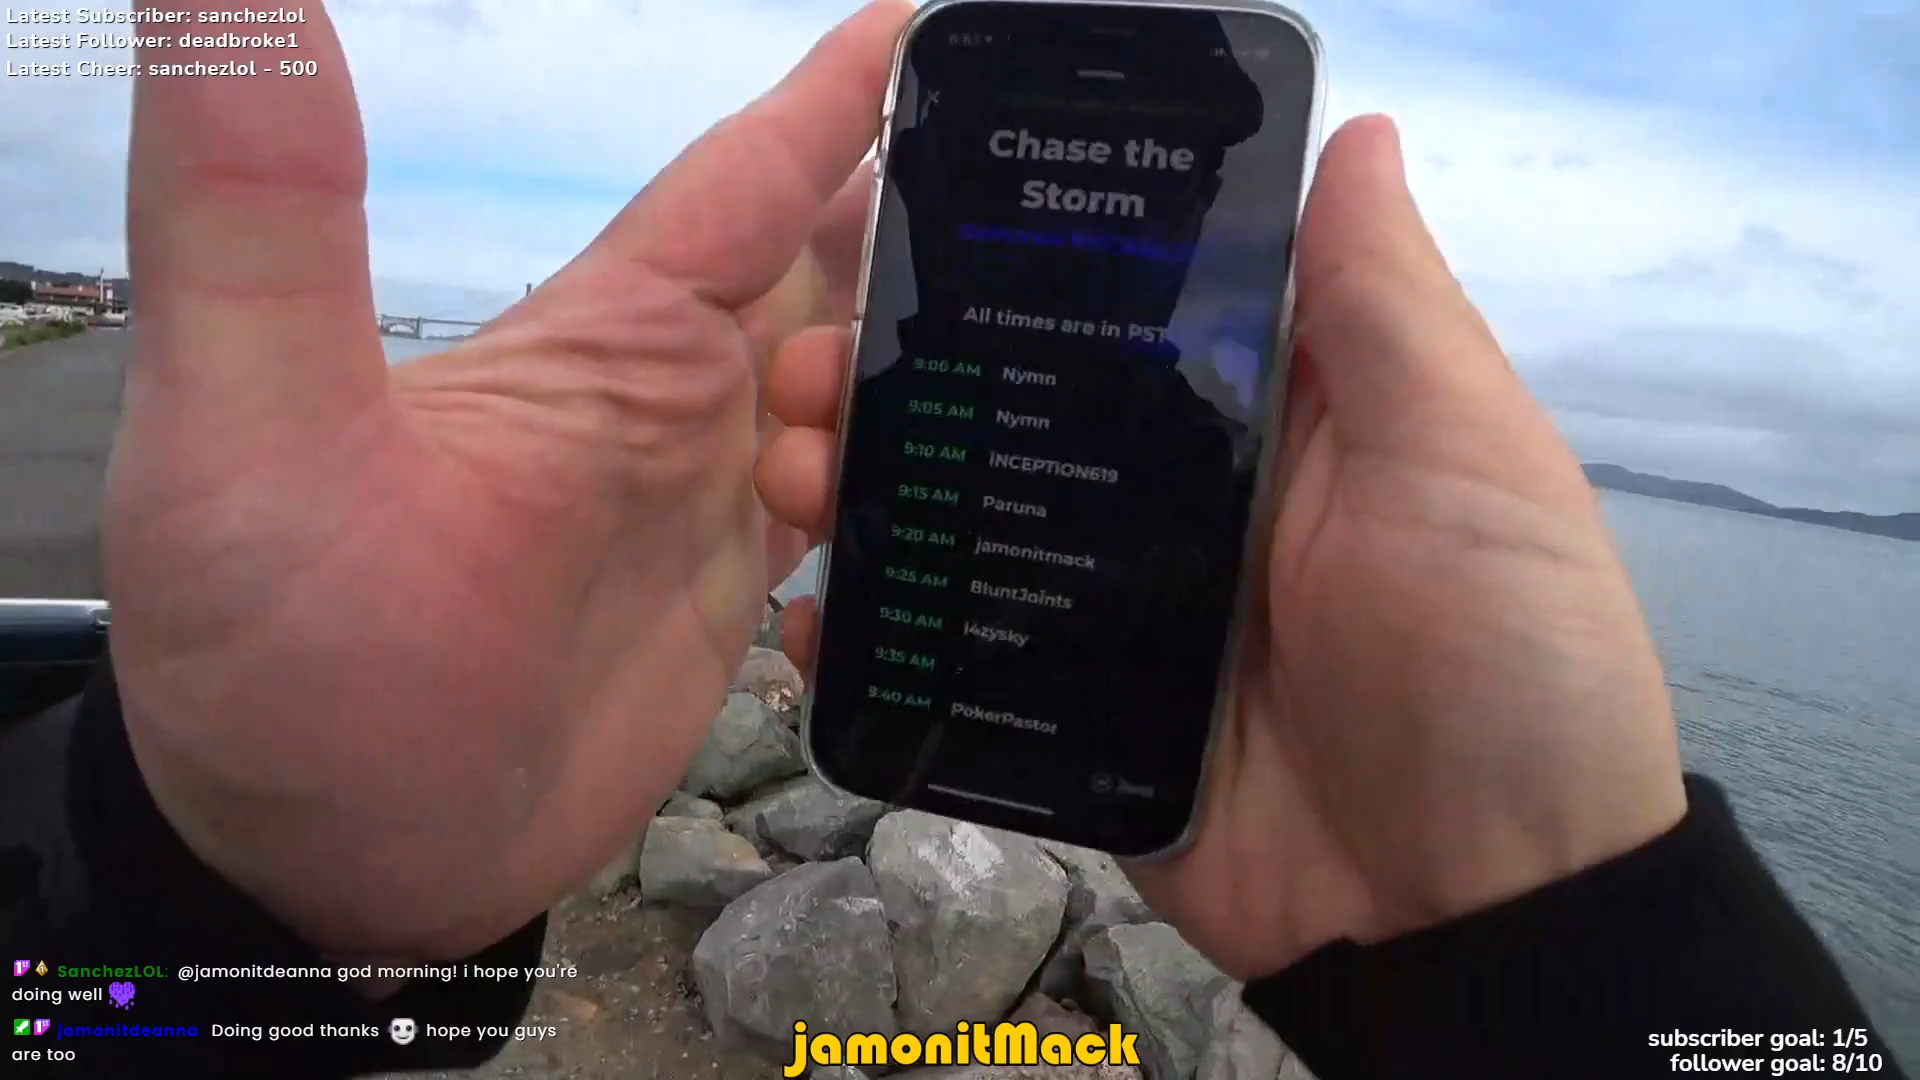 Latest Subscriber: sanchezlol
Latest Follower: deadbroke1
Latest Cheer: sanchezlol - 500
Chase the
Storm
All times are in PST
9:00 AM Nymn
9:05 AM Nymn
9:10 AM INCEPTION619
9:15 AM Paruna
9:20 AM jamonitmack
9:25 AM BluntJoints
9:30 AM j4zysky
9:35 AM -
9:40 AM PokerPastor
SanchezLOL: @jamonitdeanna god morning! i hope you're
doing well
jamonitdeanna: Doing good thanks hope you guys
are too
jamonitMack
subscriber goal: 1/5
follower goal: 8/10